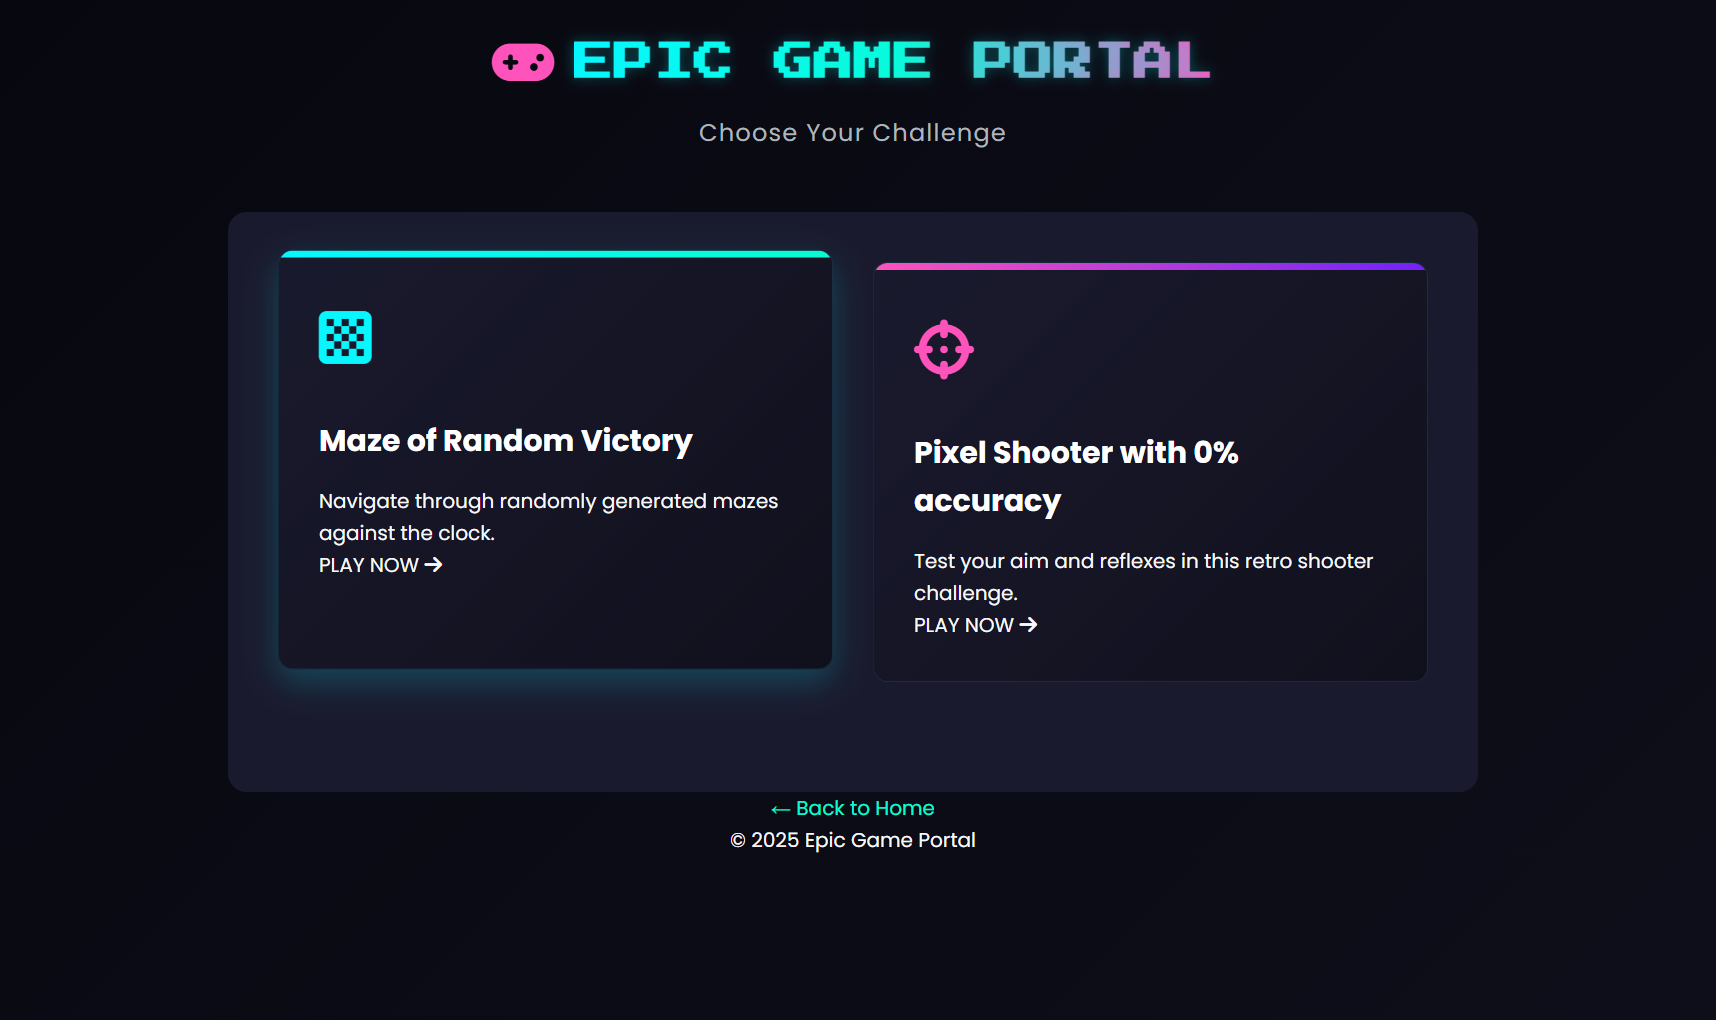 EPIC GAME PORTAL
Choose Your Challenge
Maze of Random Victory
Navigate through randomly generated mazes
against the clock.
PLAY NOW →
Pixel Shooter with 0%
accuracy
Test your aim and reflexes in this retro shooter
challenge.
PLAY NOW →
← Back to Home
© 2025 Epic Game Portal